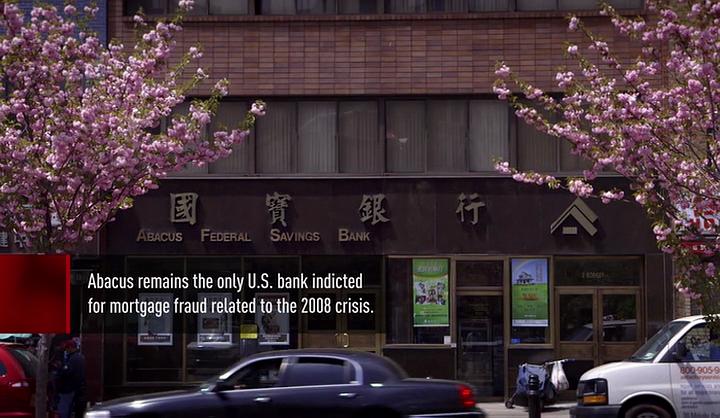 國 寶 銀 行
ABACUS FEDERAL SAVINGS BANK
Abacus remains the only U.S. bank indicted
for mortgage fraud related to the 2008 crisis.